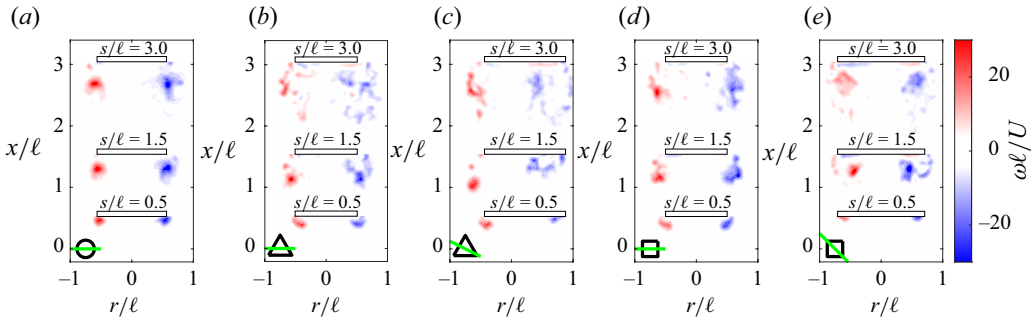 (a) (b) (c) (d) (e)
s/ℓ = 3.0 s/ℓ = 3.0 s/ℓ = 3.0 s/ℓ = 3.0 s/ℓ = 3.0
3 3 3 3 3
20
2 2 2 2 2
x/ℓ x/ℓ x/ℓ x/ℓ x/ℓ
s/ℓ = 1.5 s/ℓ = 1.5 s/ℓ = 1.5 s/ℓ = 1.5 s/ℓ = 1.5
0 ωℓ/U
1 1 1 1 1
s/ℓ = 0.5 s/ℓ = 0.5 s/ℓ = 0.5 s/ℓ = 0.5 s/ℓ = 0.5
−20
0 0 0 0 0
−1 0 1 −1 0 1 −1 0 1 −1 0 1 −1 0 1
r/ℓ r/ℓ r/ℓ r/ℓ r/ℓ